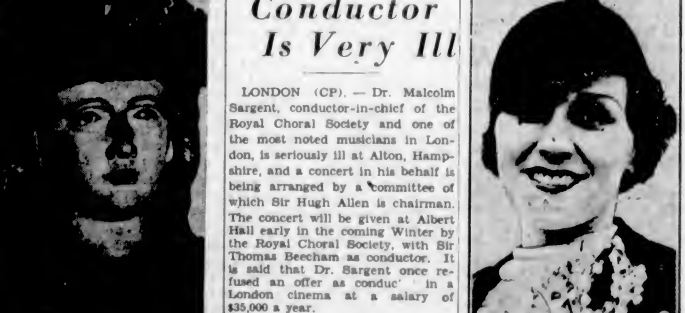 Conductor
Is Very Ill
LONDON (CP). — Dr. Malcolm
Sargent, conductor-in-chief of the
Royal Choral Society and one of
the most noted musicians in Lon-
don, is seriously ill at Alton, Hamp-
shire, and a concert in his behalf is
being arranged by a committee of
which Sir Hugh Allen is chairman.
The concert will be given at Albert
Hall early in the coming Winter by
the Royal Choral Society, with Sir
Thomas Beecham as conductor. It
is said that Dr. Sargent once re-
fused an offer as conduc' in a
London cinema at a salary of
$35,000 a year.